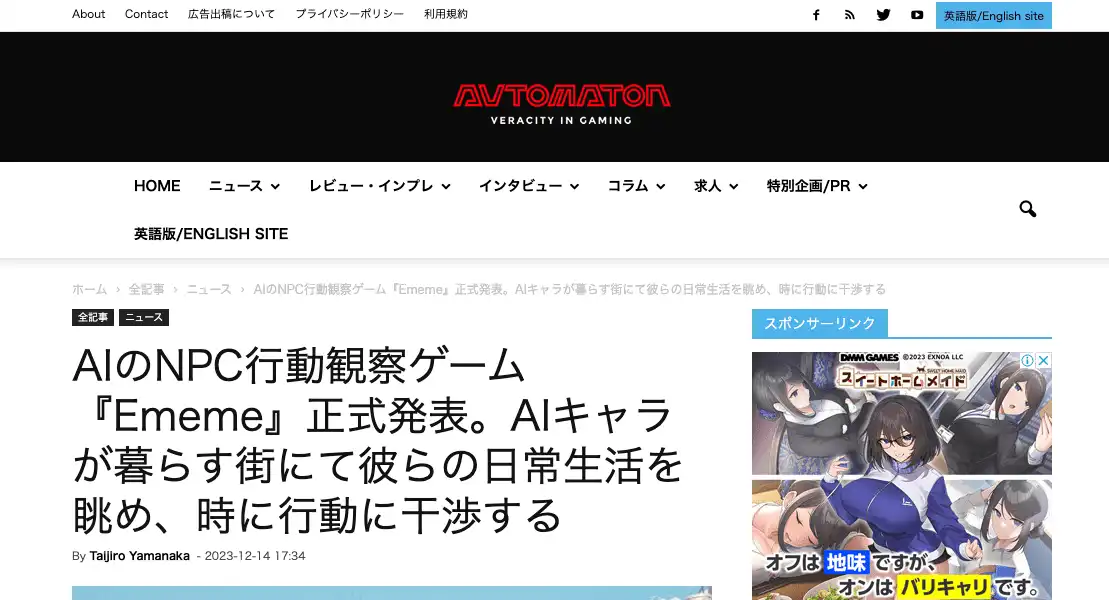 About Contact 広告出稿について プライバシーポリシー 利用規約
英語版/English site
AUTOMATON
VERACITY IN GAMING
HOME ニュース レビュー・インプレ インタビュー コラム 求人 特別企画/PR
英語版/ENGLISH SITE
ホーム › 全記事 › ニュース › AIのNPC行動観察ゲーム『Ememe』正式発表。AIキャラが暮らす街にて彼らの日常生活を眺め、時に行動に干渉する
全記事 ニュース
AIのNPC行動観察ゲーム
『Ememe』正式発表。AIキャラ
が暮らす街にて彼らの日常生活を
眺め、時に行動に干渉する
By Taijiro Yamanaka - 2023-12-14 17:34
スポンサーリンク
DMM GAMES ©2023 EXNOA LLC
SWEET HOME MAID
スイートホームメイド
オフは地味ですが、
オンはバリキャリです。